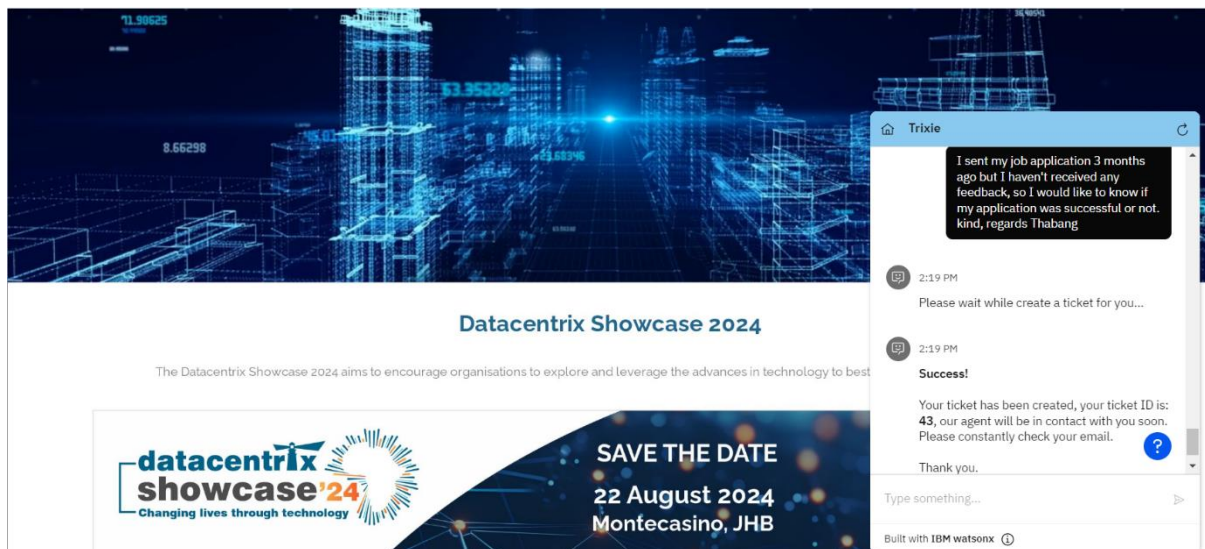 71.90625
63.95228
8.66298
23.68396
Datacentrix Showcase 2024
The Datacentrix Showcase 2024 aims to encourage organisations to explore and leverage the advances in technology to best
datacentrix
showcase'24
Changing lives through technology
SAVE THE DATE
22 August 2024
Montecasino, JHB
Trixie
I sent my job application 3 months
ago but I haven't received any
feedback, so I would like to know if
my application was successful or not.
kind, regards Thabang
2:19 PM
Please wait while create a ticket for you...
2:19 PM
Success!
Your ticket has been created, your ticket ID is:
43, our agent will be in contact with you soon.
Please constantly check your email.
?
Thank you.
Type something...
Built with IBM watsonx